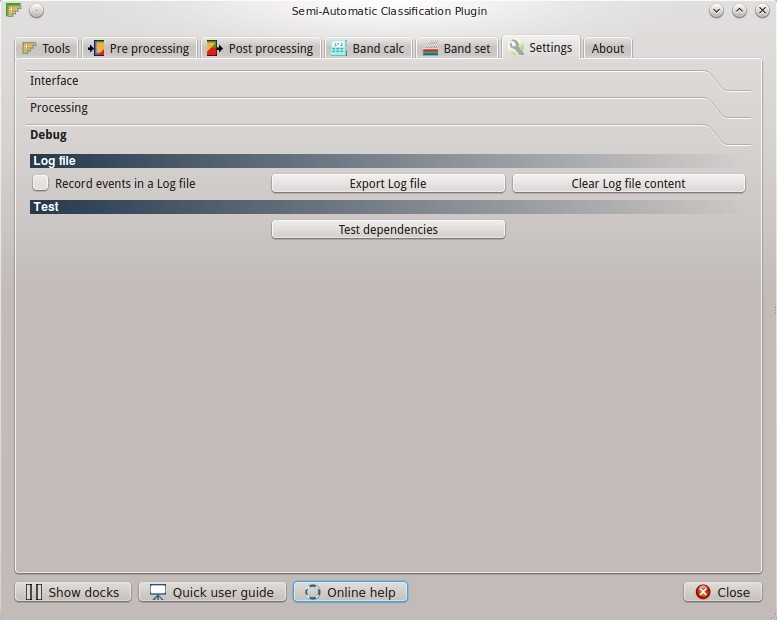 Semi-Automatic Classification Plugin
Tools Pre processing Post processing Band calc Band set Settings About
Interface
Processing
Debug
Log file
Record events in a Log file Export Log file Clear Log file content
Test
Test dependencies
Show docks Quick user guide Online help Close